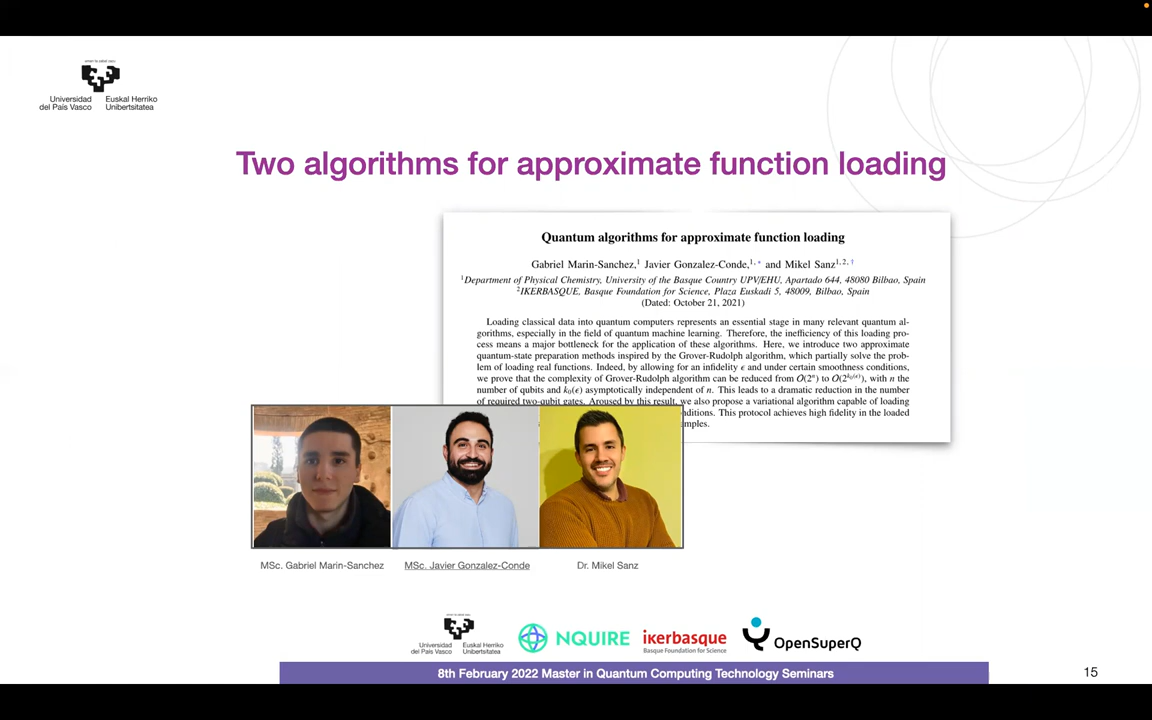 Universidad del País Vasco
Euskal Herriko Unibertsitatea
Two algorithms for approximate function loading
Quantum algorithms for approximate function loading
Gabriel Marin-Sanchez,¹ Javier Gonzalez-Conde,¹,* and Mikel Sanz¹,²,†
¹Department of Physical Chemistry, University of the Basque Country UPV/EHU, Apartado 644, 48080 Bilbao, Spain
²IKERBASQUE, Basque Foundation for Science, Plaza Euskadi 5, 48009, Bilbao, Spain
(Dated: October 21, 2021)
Loading classical data into quantum computers represents an essential stage in many relevant quantum al-
gorithms, especially in the field of quantum machine learning. Therefore, the inefficiency of this loading pro-
cess means a major bottleneck for the application of these algorithms. Here, we introduce two approximate
quantum-state preparation methods inspired by the Grover-Rudolph algorithm, which partially solve the prob-
lem of loading real functions. Indeed, by allowing for an infidelity ϵ and under certain smoothness conditions,
we prove that the complexity of Grover-Rudolph algorithm can be reduced from O(2ⁿ) to O(2^{k₀(ϵ)}), with n the
number of qubits and k₀(ϵ) asymptotically independent of n. This leads to a dramatic reduction in the number
of required two-qubit gates. Aroused by this result, we also propose a variational algorithm capable of loading
This protocol achieves high fidelity in the loaded
MSc. Gabriel Marin-Sanchez
MSc. Javier Gonzalez-Conde
Dr. Mikel Sanz
Universidad del País Vasco
Euskal Herriko Unibertsitatea
NQUIRE
ikerbasque
Basque Foundation for Science
OpenSuperQ
8th February 2022 Master in Quantum Computing Technology Seminars
15